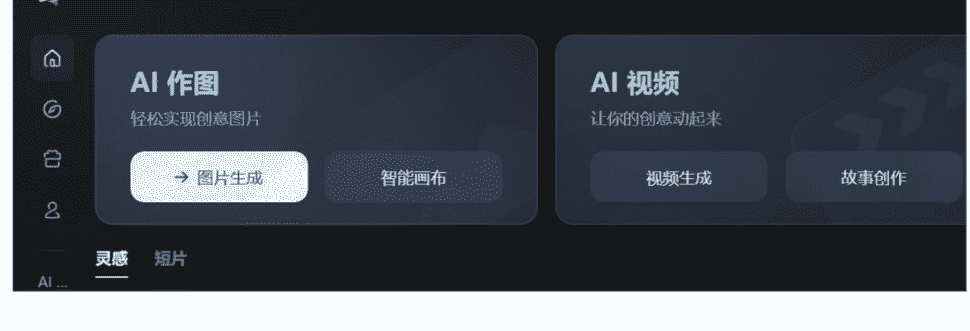 AI 作图
轻松实现创意图片
→ 图片生成
智能画布
AI 视频
让你的创意动起来
视频生成
故事创作
灵感 短片
AI ...